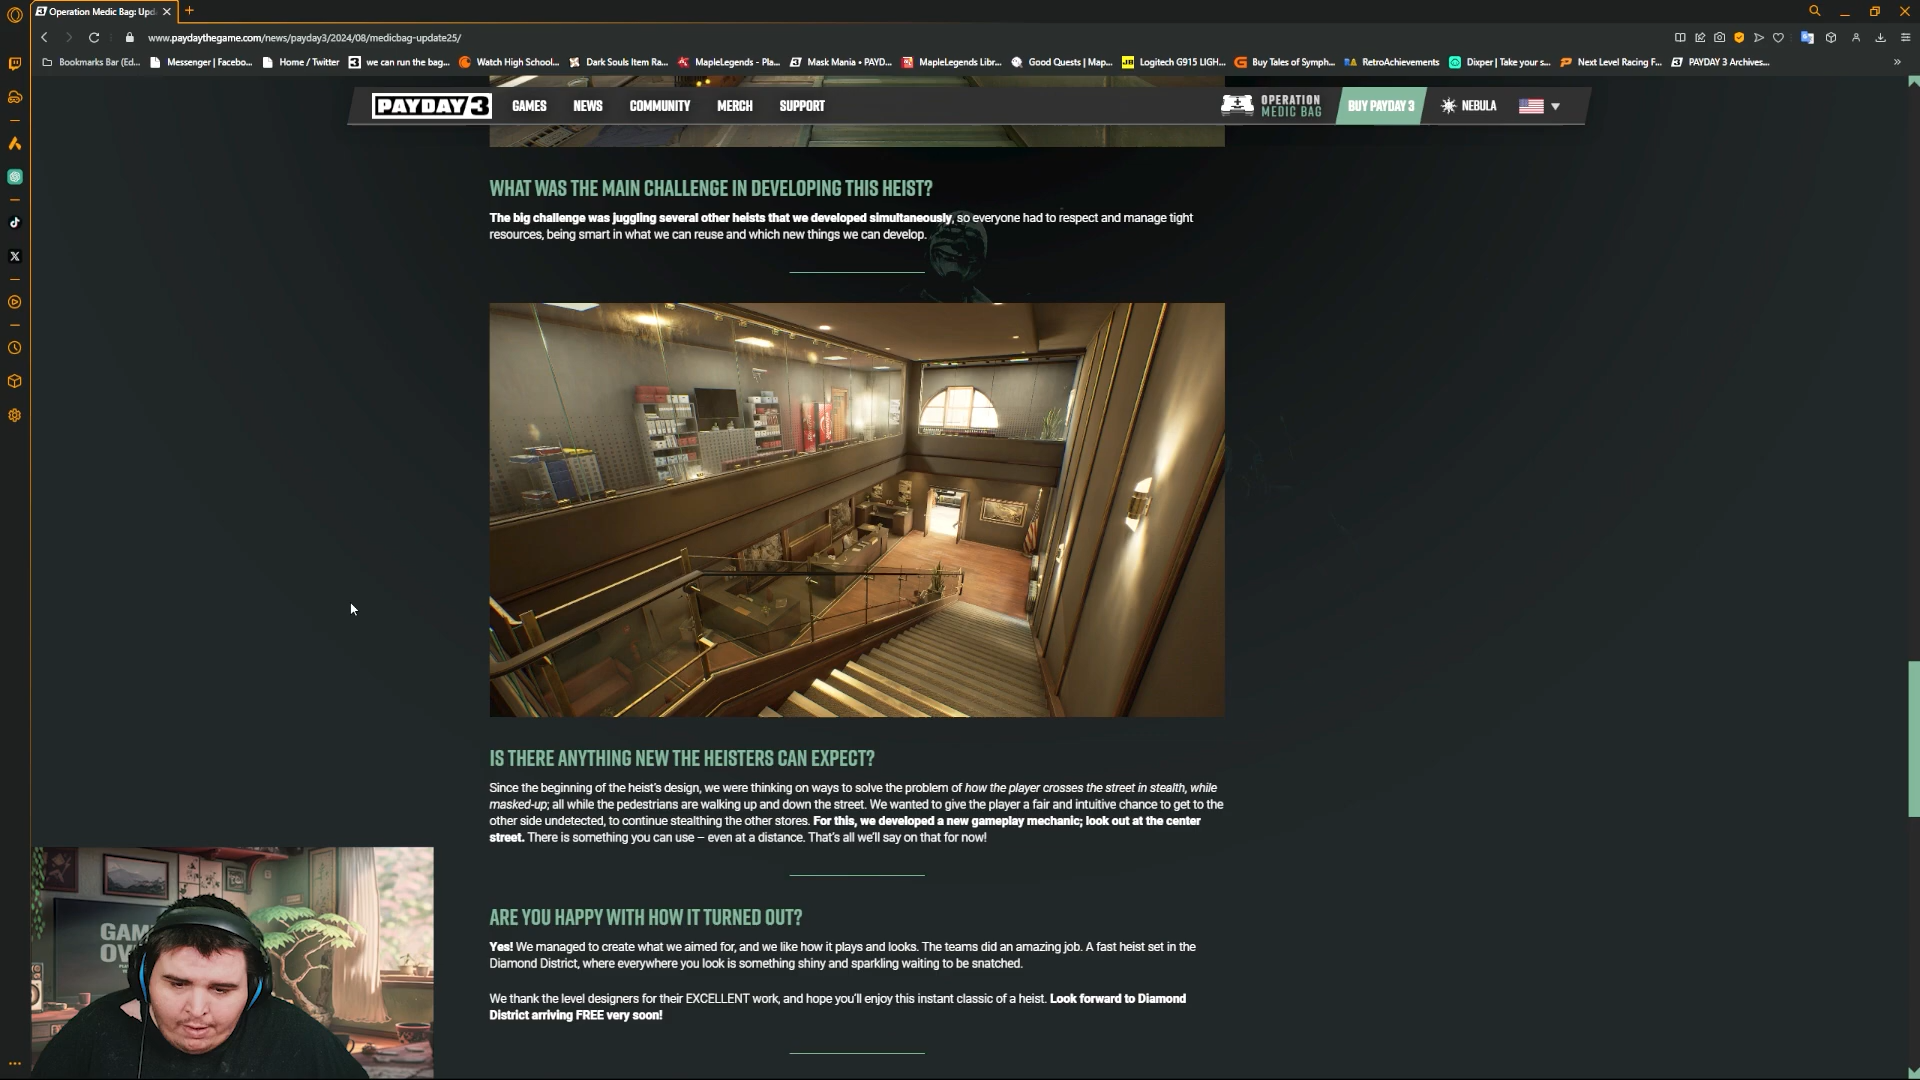 Operation Medic Bag: Upd
www.paydaythegame.com/news/payday3/2024/08/medicbag-update25/
Bookmarks Bar (Ed... Messenger | Facebo... Home / Twitter we can run the bag... Watch High School... Dark Souls Item Ra... MapleLegends - Pla... Mask Mania • PAYD... MapleLegends Libr... Good Quests | Map... Logitech G915 LIGH... Buy Tales of Symph... RetroAchievements Dixper | Take your s... Next Level Racing F... PAYDAY 3 Archives...
PAYDAY 3 GAMES NEWS COMMUNITY MERCH SUPPORT OPERATION MEDIC BAG BUY PAYDAY 3 NEBULA
WHAT WAS THE MAIN CHALLENGE IN DEVELOPING THIS HEIST?
The big challenge was juggling several other heists that we developed simultaneously, so everyone had to respect and manage tight
resources, being smart in what we can reuse and which new things we can develop.
IS THERE ANYTHING NEW THE HEISTERS CAN EXPECT?
Since the beginning of the heist's design, we were thinking on ways to solve the problem of how the player crosses the street in stealth, while
masked-up; all while the pedestrians are walking up and down the street. We wanted to give the player a fair and intuitive chance to get to the
other side undetected, to continue stealthing the other stores. For this, we developed a new gameplay mechanic; look out at the center
street. There is something you can use – even at a distance. That's all we'll say on that for now!
ARE YOU HAPPY WITH HOW IT TURNED OUT?
Yes! We managed to create what we aimed for, and we like how it plays and looks. The teams did an amazing job. A fast heist set in the
Diamond District, where everywhere you look is something shiny and sparkling waiting to be snatched.
We thank the level designers for their EXCELLENT work, and hope you'll enjoy this instant classic of a heist. Look forward to Diamond
District arriving FREE very soon!